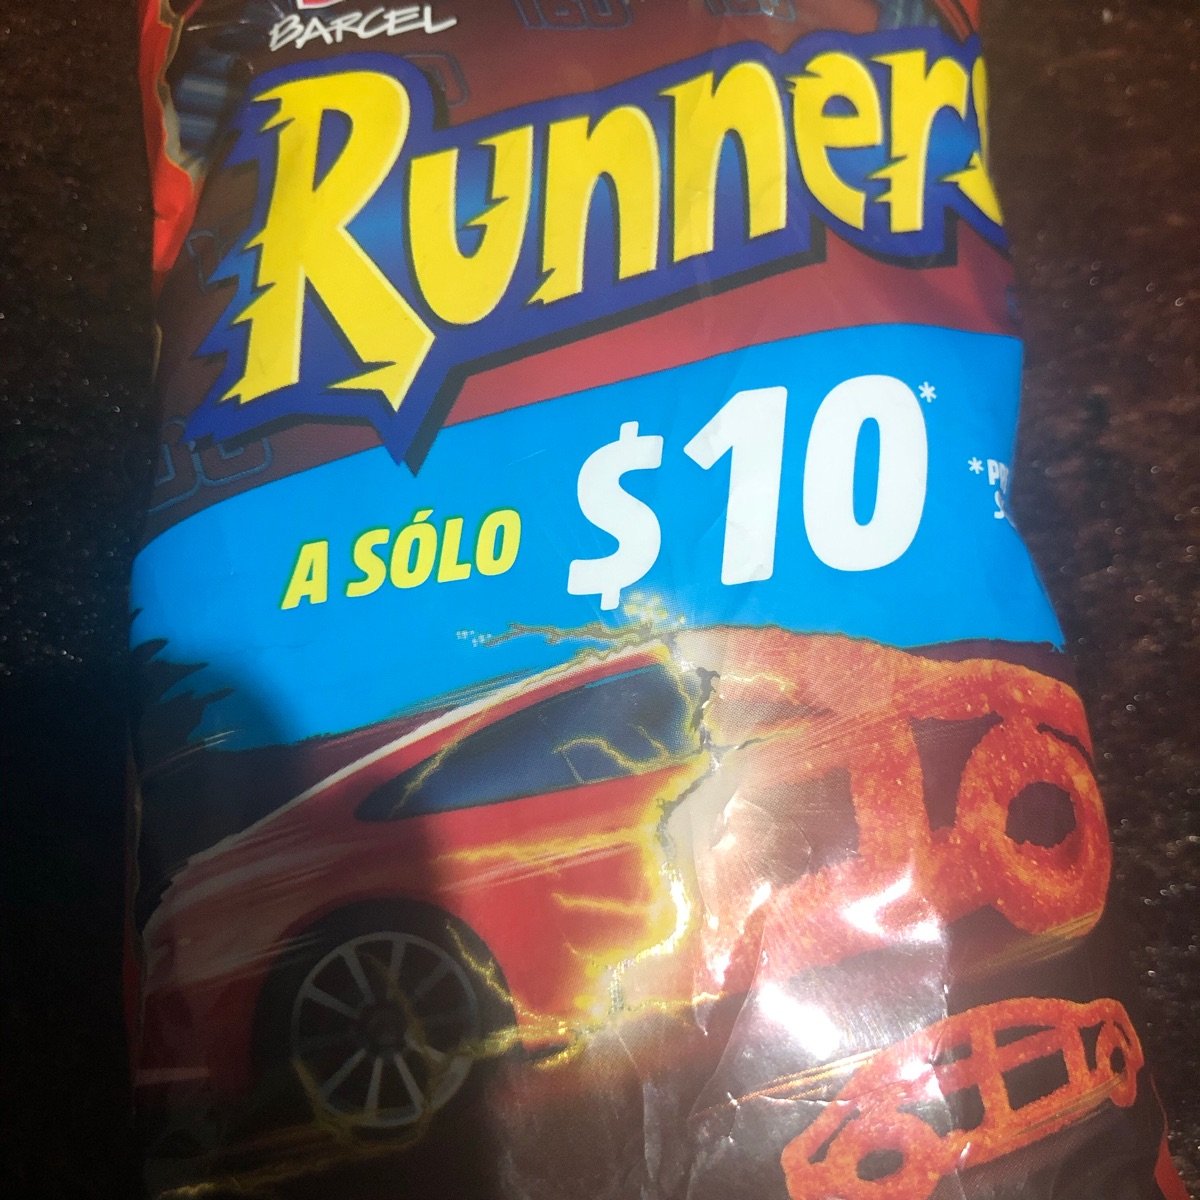 BARCEL
Runners
A SÓLO $10*